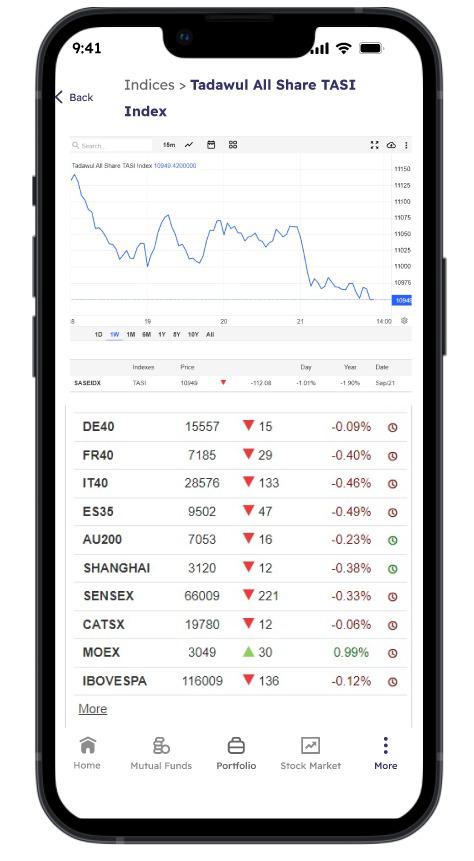 9:41
Back
Indices > Tadawul All Share TASI
Index
Search...
15m
Tadawul All Share TASI Index 10949.4200000
11150
11125
11100
11075
11050
11025
11000
10975
10949
8 19 20 21 14:00
1D 1W 1M 6M 1Y 5Y 10Y All
Indexes Price Day Year Date
SASEIDX TASI 10949 ▼ -112.08 -1.01% -1.90% Sep/21
DE40 15557 ▼ 15 -0.09%
FR40 7185 ▼ 29 -0.40%
IT40 28576 ▼ 133 -0.46%
ES35 9502 ▼ 47 -0.49%
AU200 7053 ▼ 16 -0.23%
SHANGHAI 3120 ▼ 12 -0.38%
SENSEX 66009 ▼ 221 -0.33%
CATSX 19780 ▼ 12 -0.06%
MOEX 3049 ▲ 30 0.99%
IBOVESPA 116009 ▼ 136 -0.12%
More
Home Mutual Funds Portfolio Stock Market More